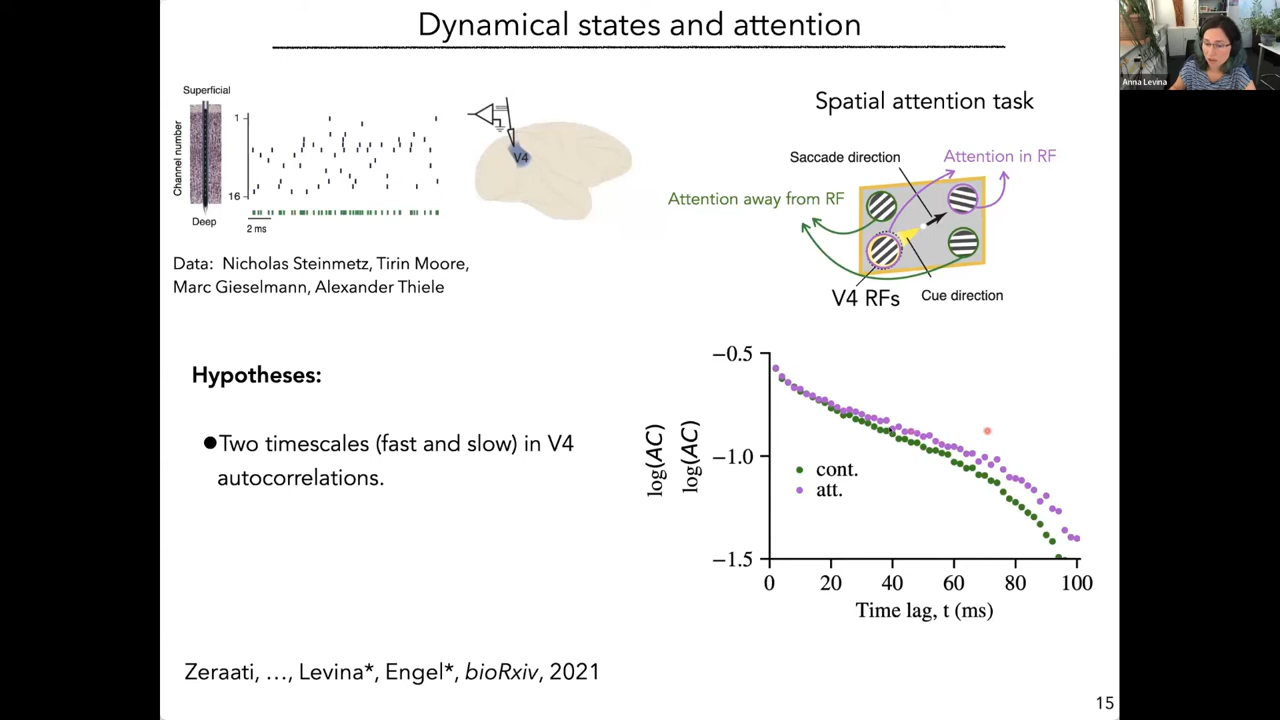 Dynamical states and attention
Anna Levina
Superficial
Channel number
1
16
Deep
2 ms
V4
Data: Nicholas Steinmetz, Tirin Moore,
Marc Gieselmann, Alexander Thiele
Spatial attention task
Saccade direction
Attention in RF
Attention away from RF
V4 RFs
Cue direction
Hypotheses:
●Two timescales (fast and slow) in V4
autocorrelations.
log(AC)
log(AC)
−0.5
−1.0
−1.5
cont.
att.
0 20 40 60 80 100
Time lag, t (ms)
Zeraati, …, Levina*, Engel*, bioRxiv, 2021
15